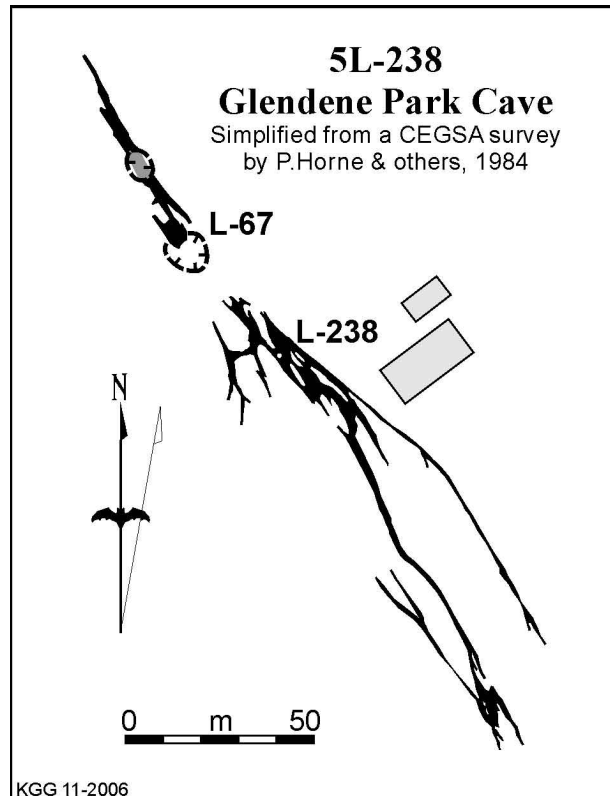 5L-238
Glendene Park Cave
Simplified from a CEGSA survey
by P.Horne & others, 1984
L-67
L-238
N
0 m 50
KGG 11-2006